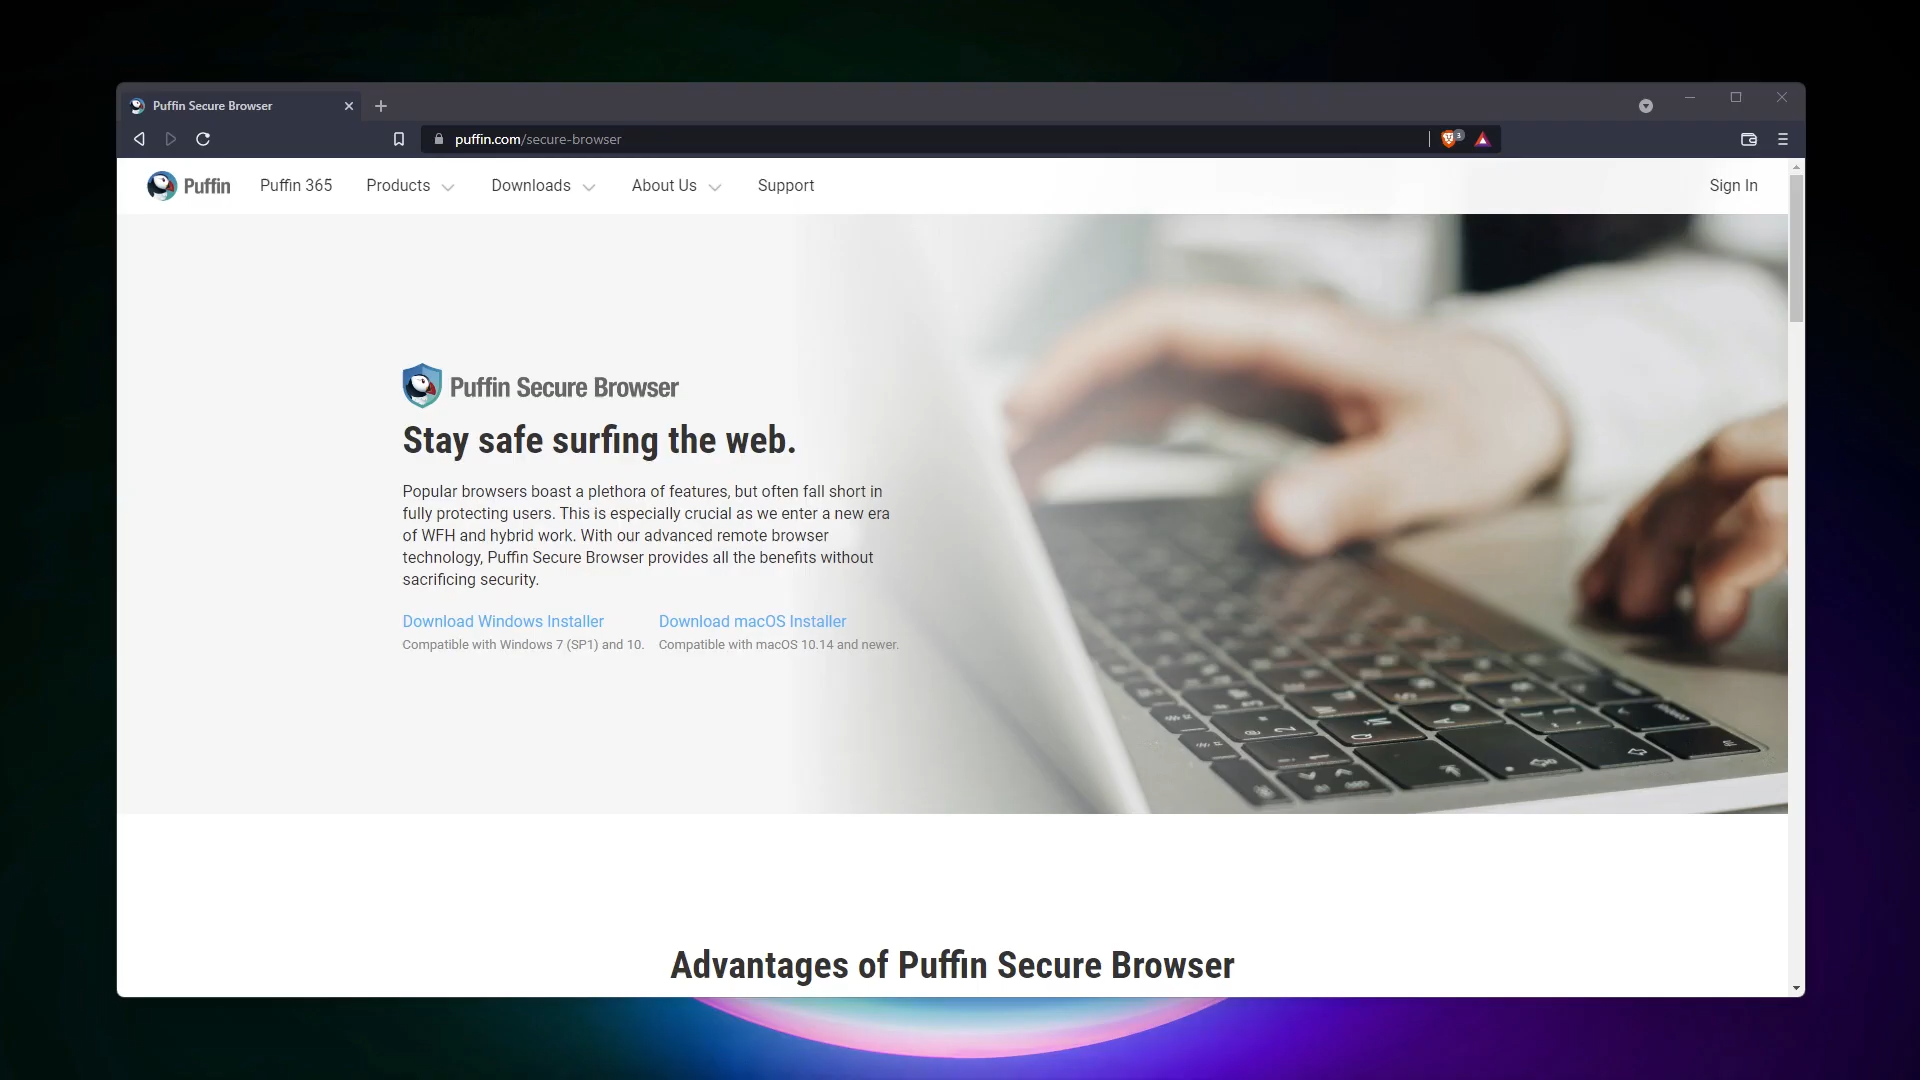 Puffin Secure Browser
puffin.com/secure-browser
3
Puffin
Puffin 365
Products
Downloads
About Us
Support
Sign In
Puffin Secure Browser
Stay safe surfing the web.
Popular browsers boast a plethora of features, but often fall short in
fully protecting users. This is especially crucial as we enter a new era
of WFH and hybrid work. With our advanced remote browser
technology, Puffin Secure Browser provides all the benefits without
sacrificing security.
Download Windows Installer
Compatible with Windows 7 (SP1) and 10.
Download macOS Installer
Compatible with macOS 10.14 and newer.
Advantages of Puffin Secure Browser